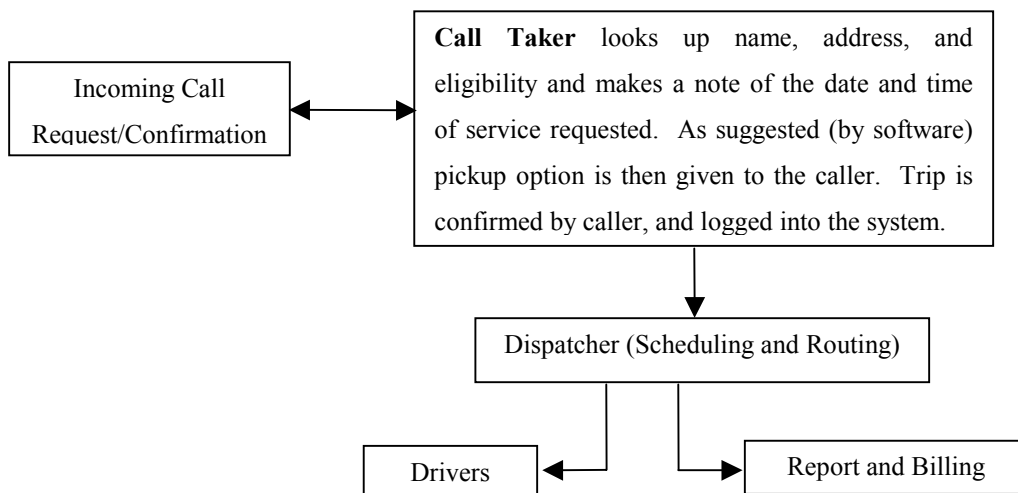 Incoming Call
Request/Confirmation
Call Taker looks up name, address, and
eligibility and makes a note of the date and time
of service requested. As suggested (by software)
pickup option is then given to the caller. Trip is
confirmed by caller, and logged into the system.
Dispatcher (Scheduling and Routing)
Drivers
Report and Billing